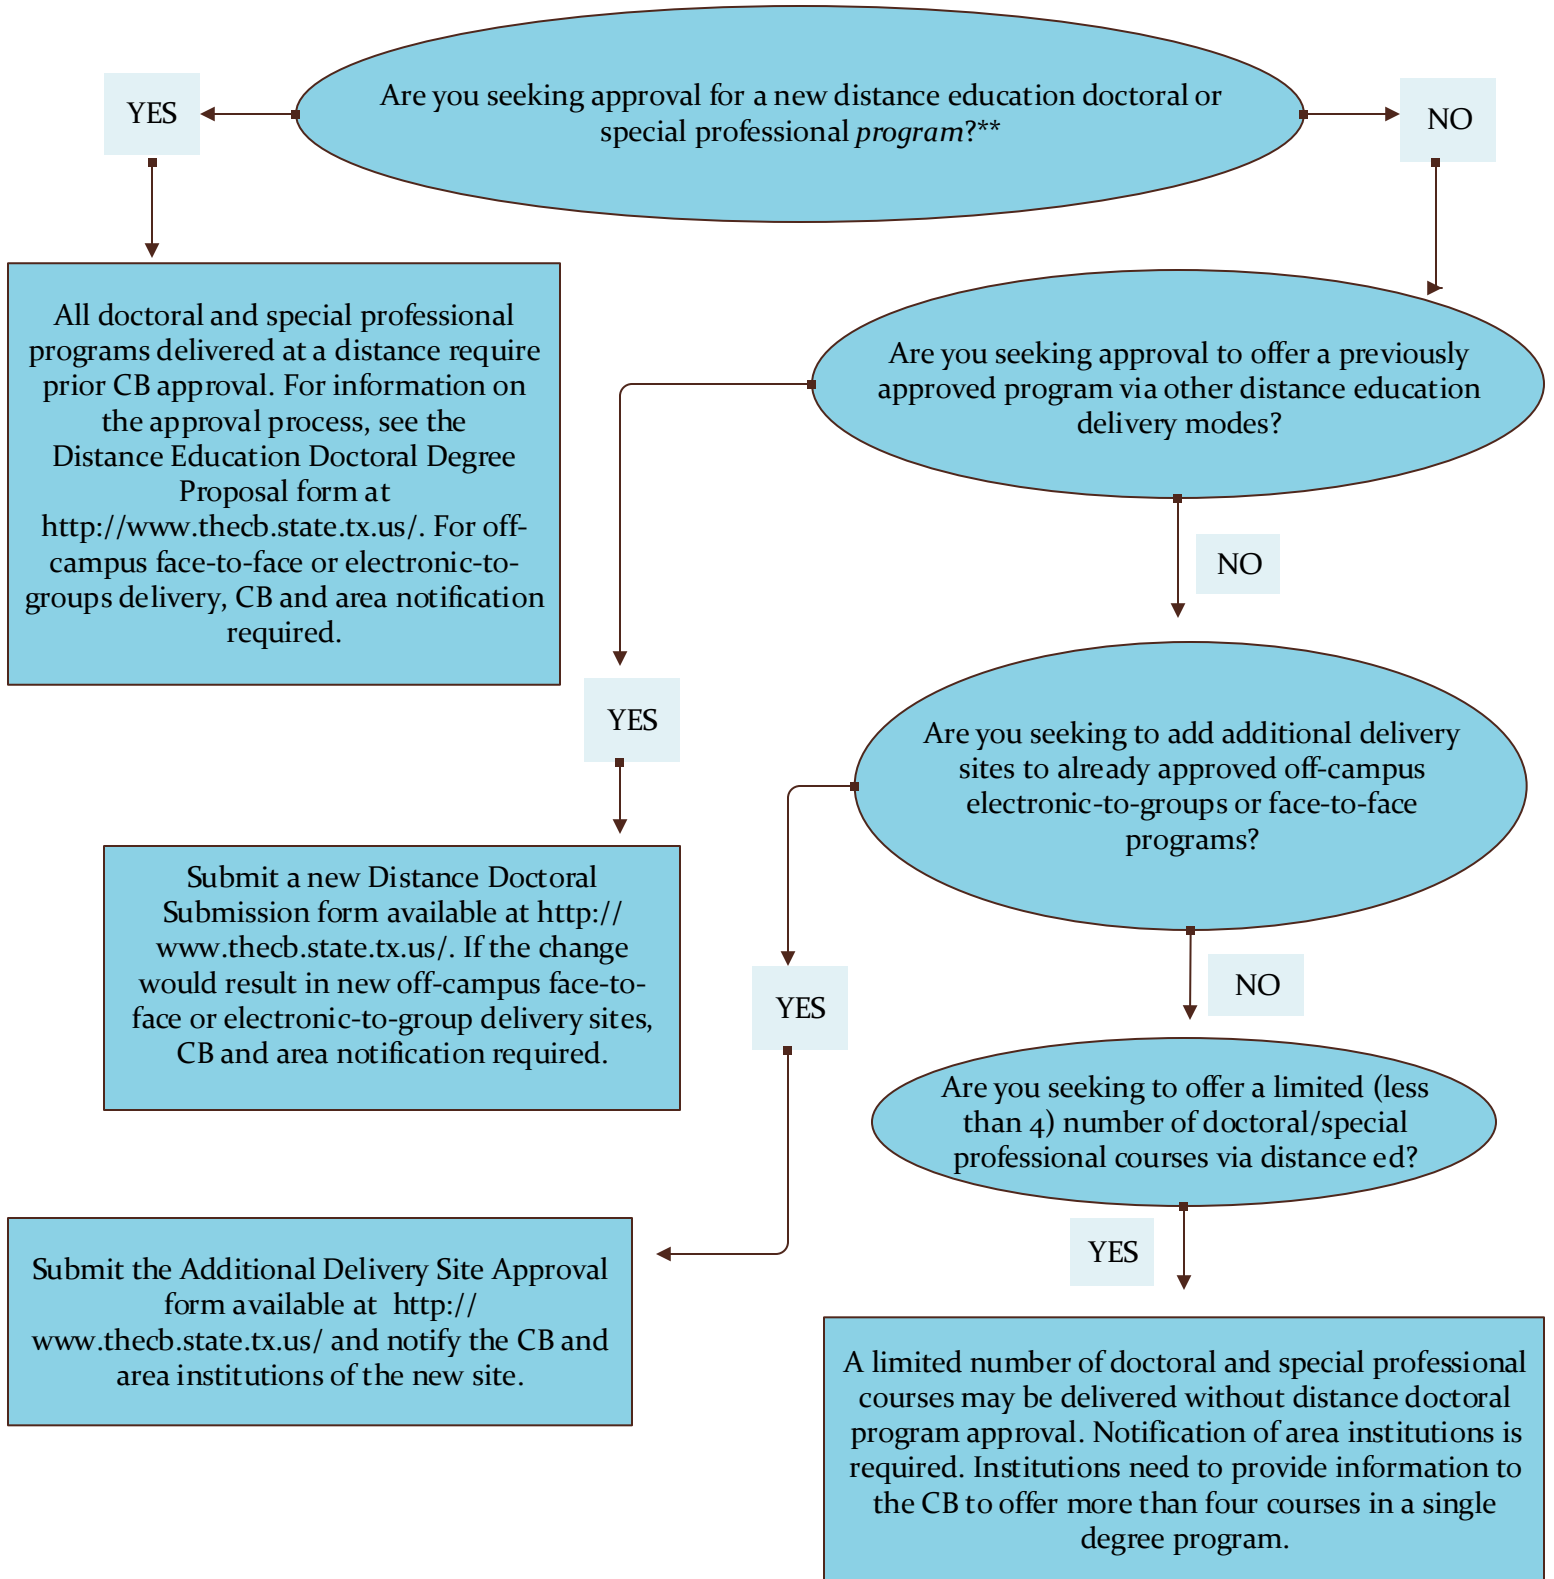 Are you seeking approval for a new distance education doctoral or
special professional program?**
YES
NO
All doctoral and special professional
programs delivered at a distance require
prior CB approval. For information on
the approval process, see the
Distance Education Doctoral Degree
Proposal form at
http://www.thecb.state.tx.us/. For off-
campus face-to-face or electronic-to-
groups delivery, CB and area notification
required.
Are you seeking approval to offer a previously
approved program via other distance education
delivery modes?
NO
YES
Submit a new Distance Doctoral
Submission form available at http://
www.thecb.state.tx.us/. If the change
would result in new off-campus face-to-
face or electronic-to-group delivery sites,
CB and area notification required.
Are you seeking to add additional delivery
sites to already approved off-campus
electronic-to-groups or face-to-face
programs?
YES
NO
Submit the Additional Delivery Site Approval
form available at http://
www.thecb.state.tx.us/ and notify the CB and
area institutions of the new site.
Are you seeking to offer a limited (less
than 4) number of doctoral/special
professional courses via distance ed?
YES
A limited number of doctoral and special professional
courses may be delivered without distance doctoral
program approval. Notification of area institutions is
required. Institutions need to provide information to
the CB to offer more than four courses in a single
degree program.